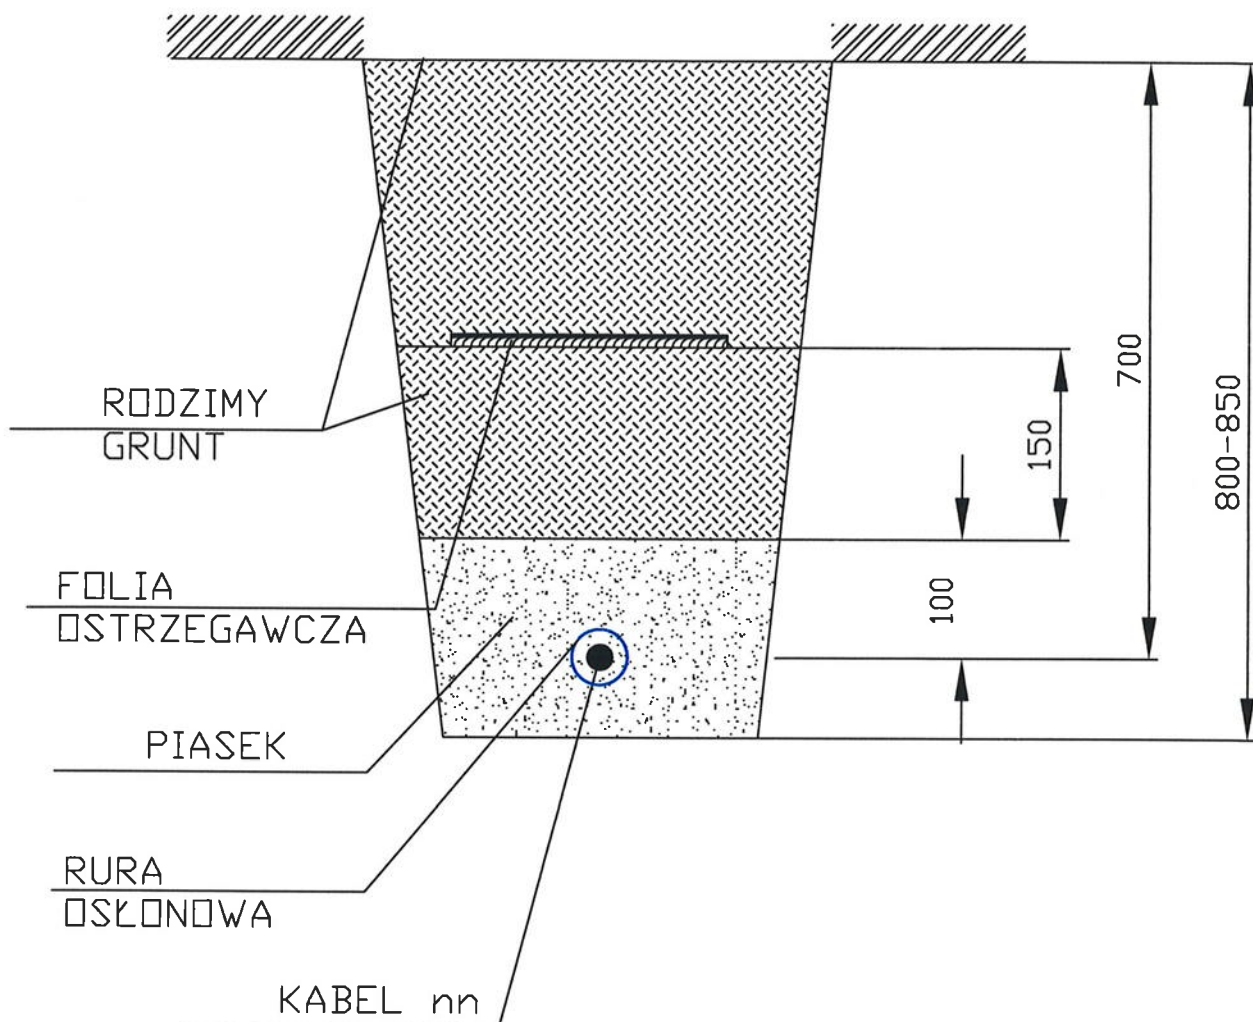 RODZIMY
GRUNT
FOLIA
OSTRZEGAWCZA
PIASEK
RURA
OSŁONOWA
KABEL nn
100
150
700
800-850